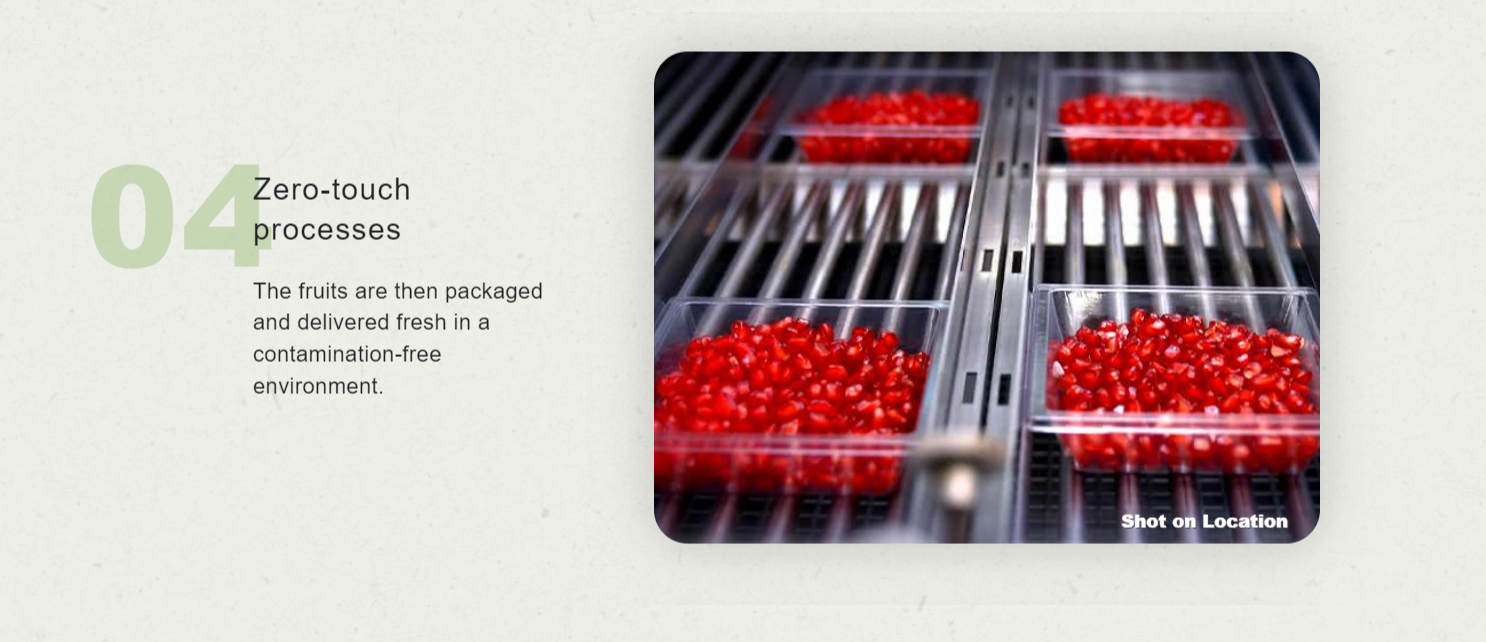 04
Zero-touch
processes
The fruits are then packaged
and delivered fresh in a
contamination-free
environment.
Shot on Location